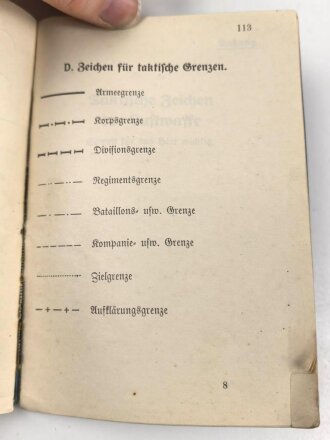 113
D. Zeichen für taktische Grenzen.
Armeegrenze
Korpsgrenze
Divisionsgrenze
Regimentsgrenze
Bataillons- usw. Grenze
Kompanie- usw. Grenze
Zielgrenze
Aufklärungsgrenze
8